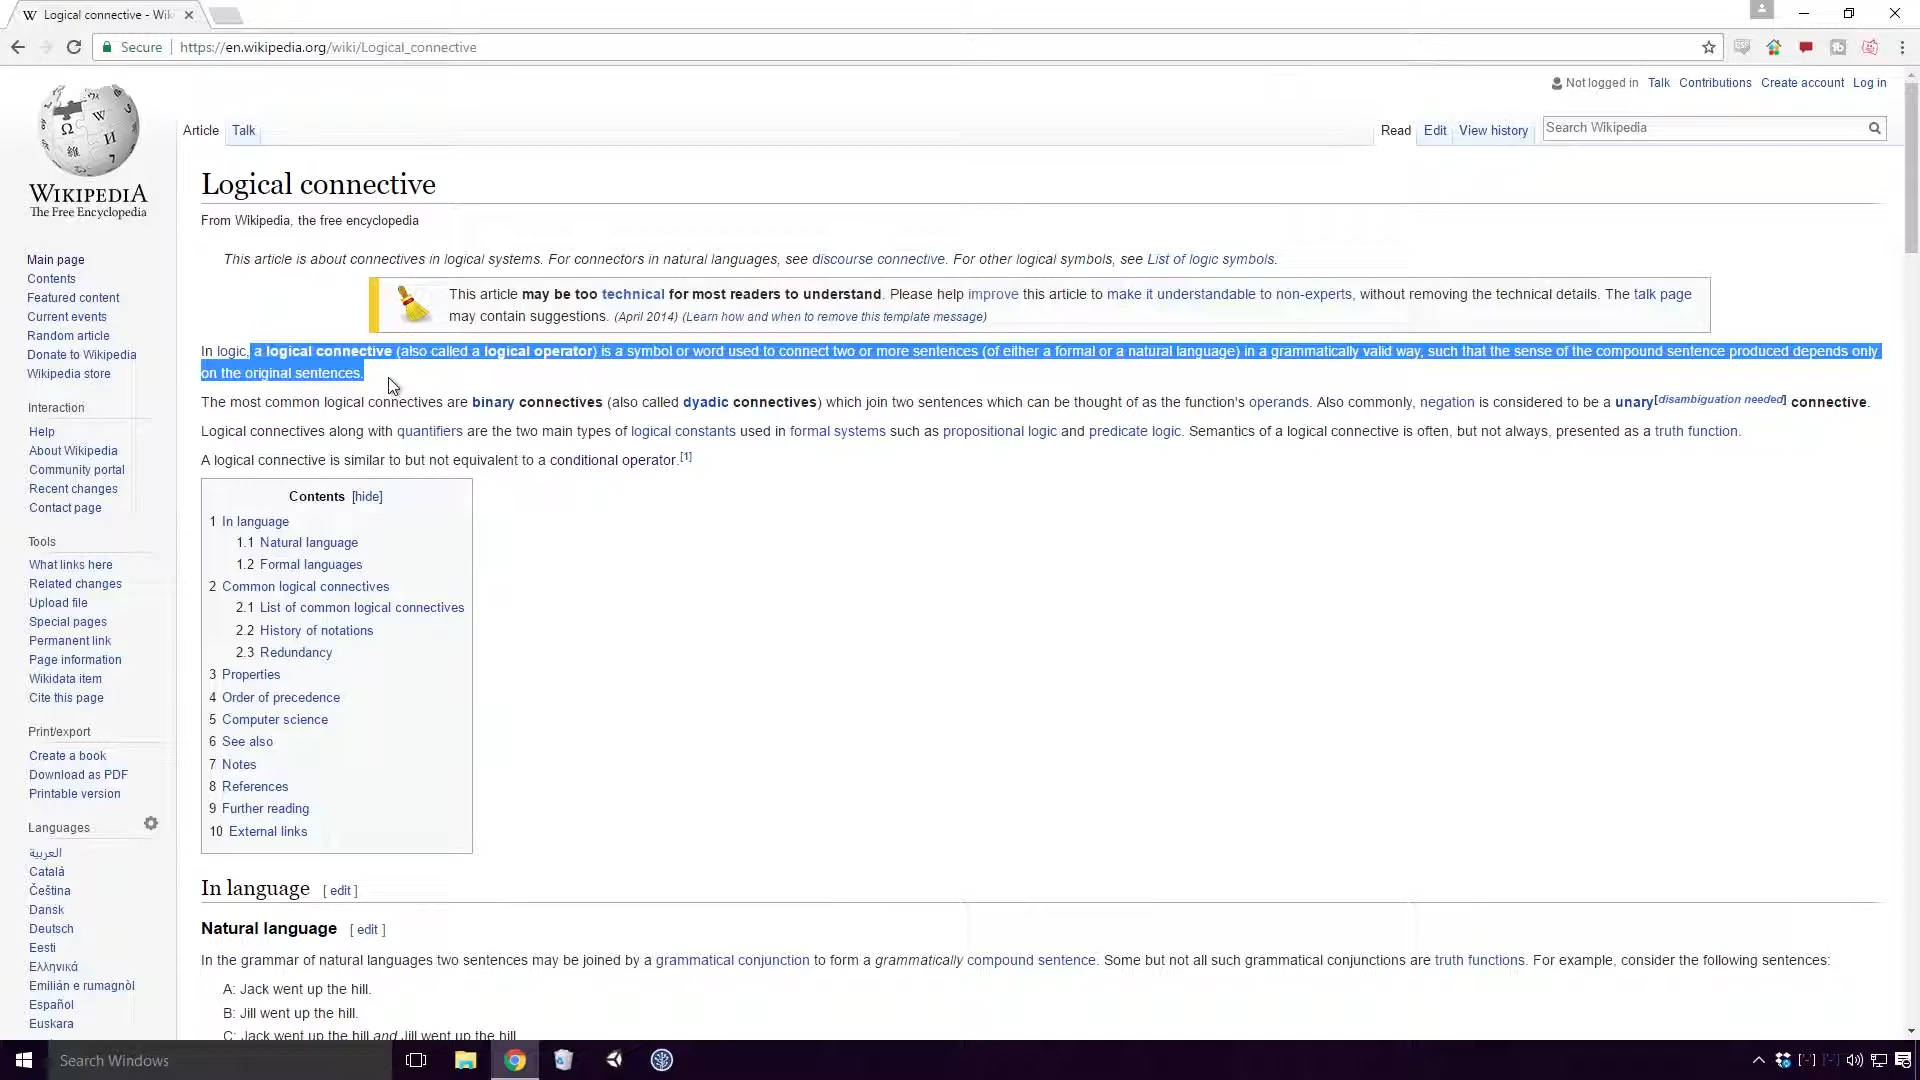 Logical connective - Wik
Secure
https://en.wikipedia.org/wiki/Logical_connective
Not logged in Talk Contributions Create account Log in
Article Talk
Read Edit View history
Search Wikipedia
WIKIPEDIA
The Free Encyclopedia
Main page
Contents
Featured content
Current events
Random article
Donate to Wikipedia
Wikipedia store
Interaction
Help
About Wikipedia
Community portal
Recent changes
Contact page
Tools
What links here
Related changes
Upload file
Special pages
Permanent link
Page information
Wikidata item
Cite this page
Print/export
Create a book
Download as PDF
Printable version
Languages
العربية
Català
Čeština
Dansk
Deutsch
Eesti
Ελληνικά
Emiliàn e rumagnòl
Español
Euskara
Logical connective
From Wikipedia, the free encyclopedia
This article is about connectives in logical systems. For connectors in natural languages, see discourse connective. For other logical symbols, see List of logic symbols.
This article may be too technical for most readers to understand. Please help improve this article to make it understandable to non-experts, without removing the technical details. The talk page
may contain suggestions. (April 2014) (Learn how and when to remove this template message)
In logic, a logical connective (also called a logical operator) is a symbol or word used to connect two or more sentences (of either a formal or a natural language) in a grammatically valid way, such that the sense of the compound sentence produced depends only
on the original sentences.
The most common logical connectives are binary connectives (also called dyadic connectives) which join two sentences which can be thought of as the function's operands. Also commonly, negation is considered to be a unary[disambiguation needed] connective.
Logical connectives along with quantifiers are the two main types of logical constants used in formal systems such as propositional logic and predicate logic. Semantics of a logical connective is often, but not always, presented as a truth function.
A logical connective is similar to but not equivalent to a conditional operator.[1]
Contents [hide]
1 In language
1.1 Natural language
1.2 Formal languages
2 Common logical connectives
2.1 List of common logical connectives
2.2 History of notations
2.3 Redundancy
3 Properties
4 Order of precedence
5 Computer science
6 See also
7 Notes
8 References
9 Further reading
10 External links
In language [ edit ]
Natural language [ edit ]
In the grammar of natural languages two sentences may be joined by a grammatical conjunction to form a grammatically compound sentence. Some but not all such grammatical conjunctions are truth functions. For example, consider the following sentences:
A: Jack went up the hill.
B: Jill went up the hill.
C: Jack went up the hill and Jill went up the hill
Search Windows